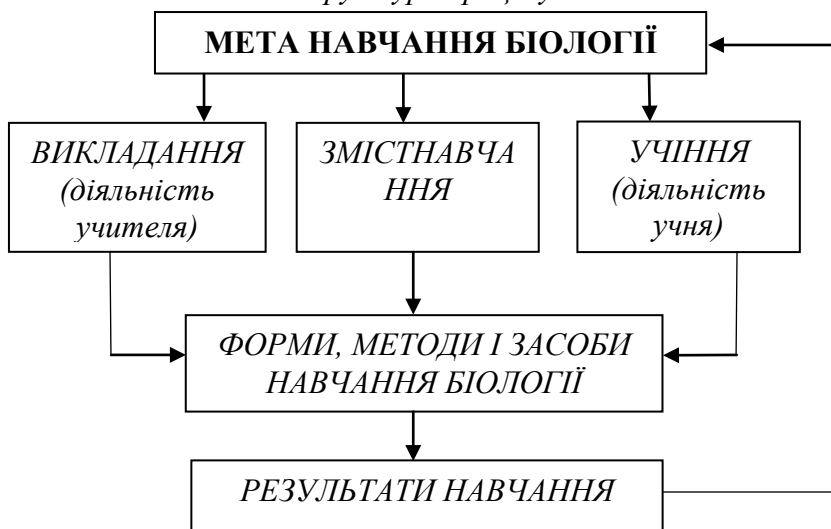 МЕТА НАВЧАННЯ БІОЛОГІЇ
ВИКЛАДАННЯ
(діяльність
учителя)
ЗМІСТНАВЧА
ННЯ
УЧІННЯ
(діяльність
учня)
ФОРМИ, МЕТОДИ І ЗАСОБИ
НАВЧАННЯ БІОЛОГІЇ
РЕЗУЛЬТАТИ НАВЧАННЯ